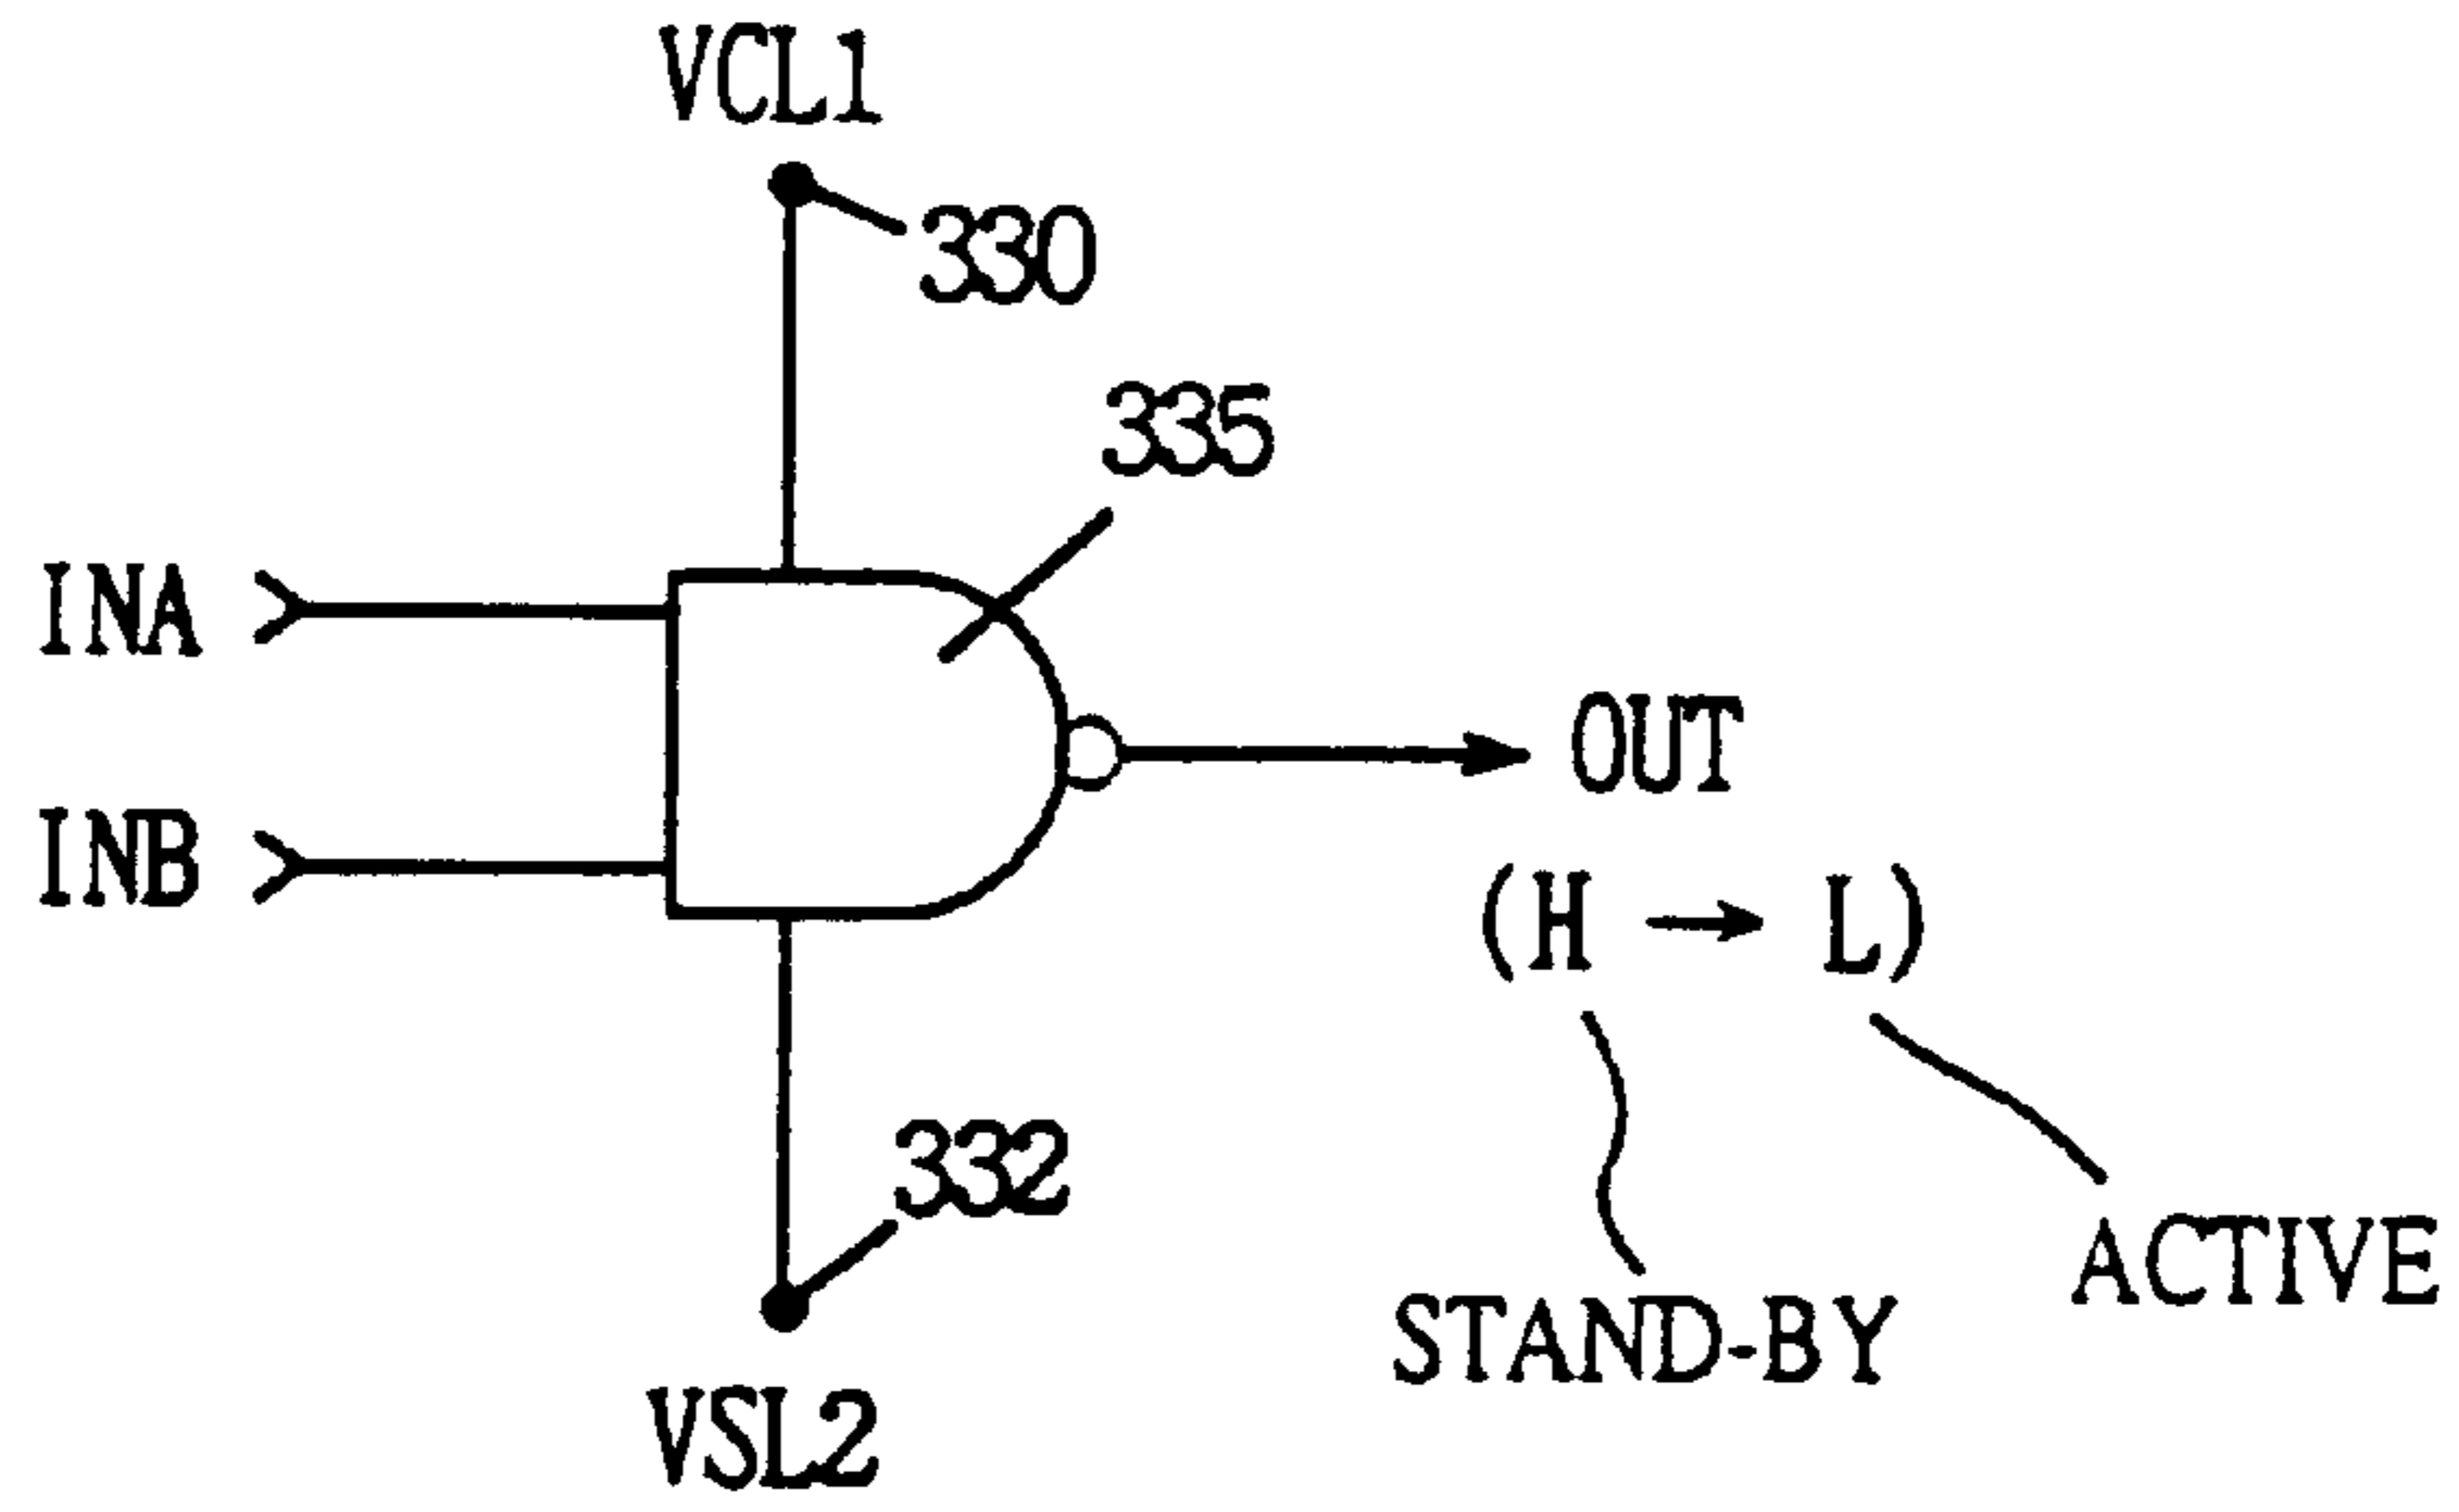 VCL1
330
335
INA
OUT
INB
(H → L)
332
ACTIVE
STAND-BY
VSL2